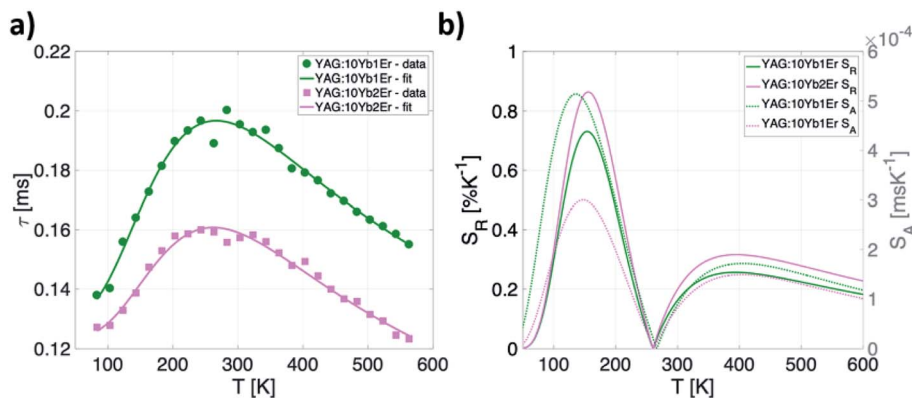 a)
0.22
0.2
0.18
0.16
0.14
0.12
τ [ms]
0
100
200
300
400
500
600
T [K]
YAG:10Yb1Er - data
YAG:10Yb1Er - fit
YAG:10Yb2Er - data
YAG:10Yb2Er - fit
b)
1
0.8
0.6
0.4
0.2
0
S_R [%K⁻¹]
100
200
300
400
500
600
T [K]
×10⁻⁴
6
5
4
3
2
1
0
S_A [msK⁻¹]
YAG:10Yb1Er S_R
YAG:10Yb2Er S_R
YAG:10Yb1Er S_A
YAG:10Yb1Er S_A